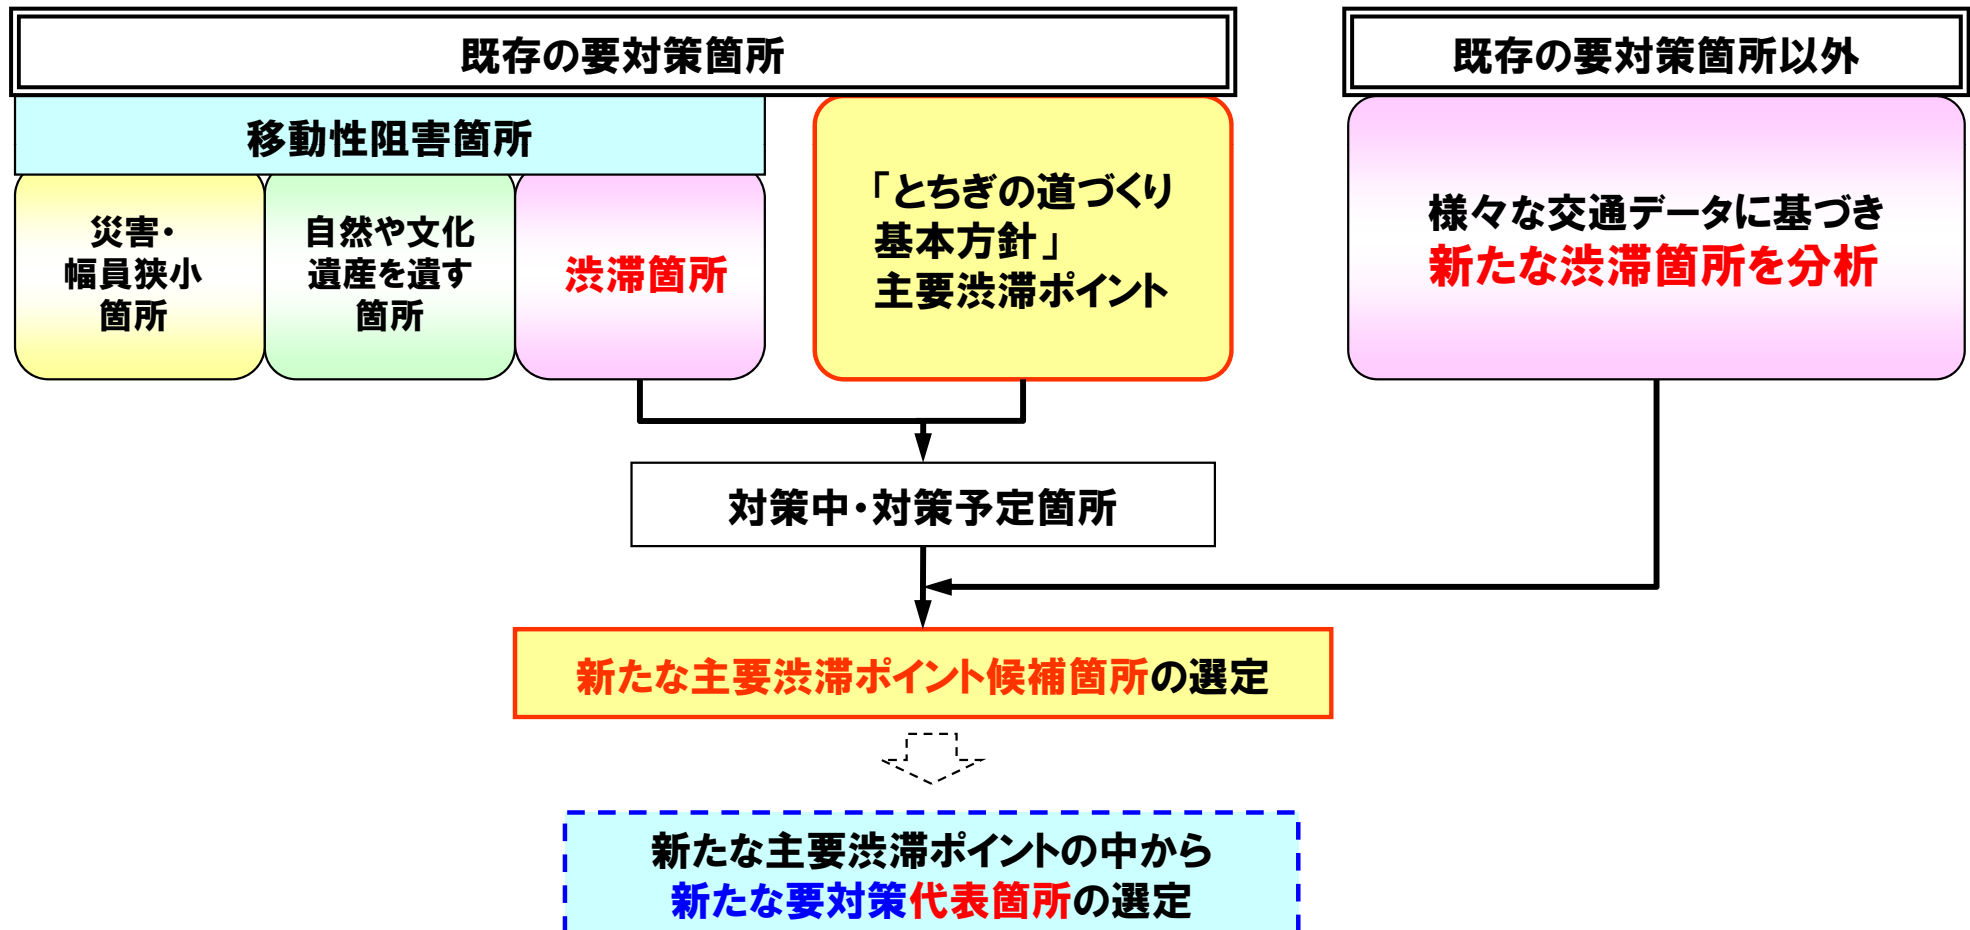 既存の要対策箇所
既存の要対策箇所以外
移動性阻害箇所
災害・
幅員狭小
箇所
自然や文化
遺産を遺す
箇所
渋滞箇所
「とちぎの道づくり
基本方針」
主要渋滞ポイント
様々な交通データに基づき
新たな渋滞箇所を分析
対策中・対策予定箇所
新たな主要渋滞ポイント候補箇所の選定
新たな主要渋滞ポイントの中から
新たな要対策代表箇所の選定